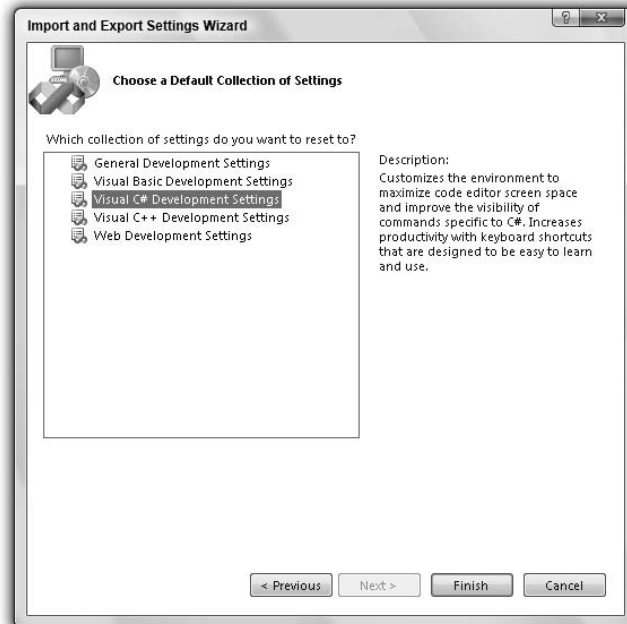 Import and Export Settings Wizard
?
Choose a Default Collection of Settings
Which collection of settings do you want to reset to?
General Development Settings
Visual Basic Development Settings
Visual C# Development Settings
Visual C++ Development Settings
Web Development Settings
Description:
Customizes the environment to
maximize code editor screen space
and improve the visibility of
commands specific to C#. Increases
productivity with keyboard shortcuts
that are designed to be easy to learn
and use.
< Previous
Next >
Finish
Cancel